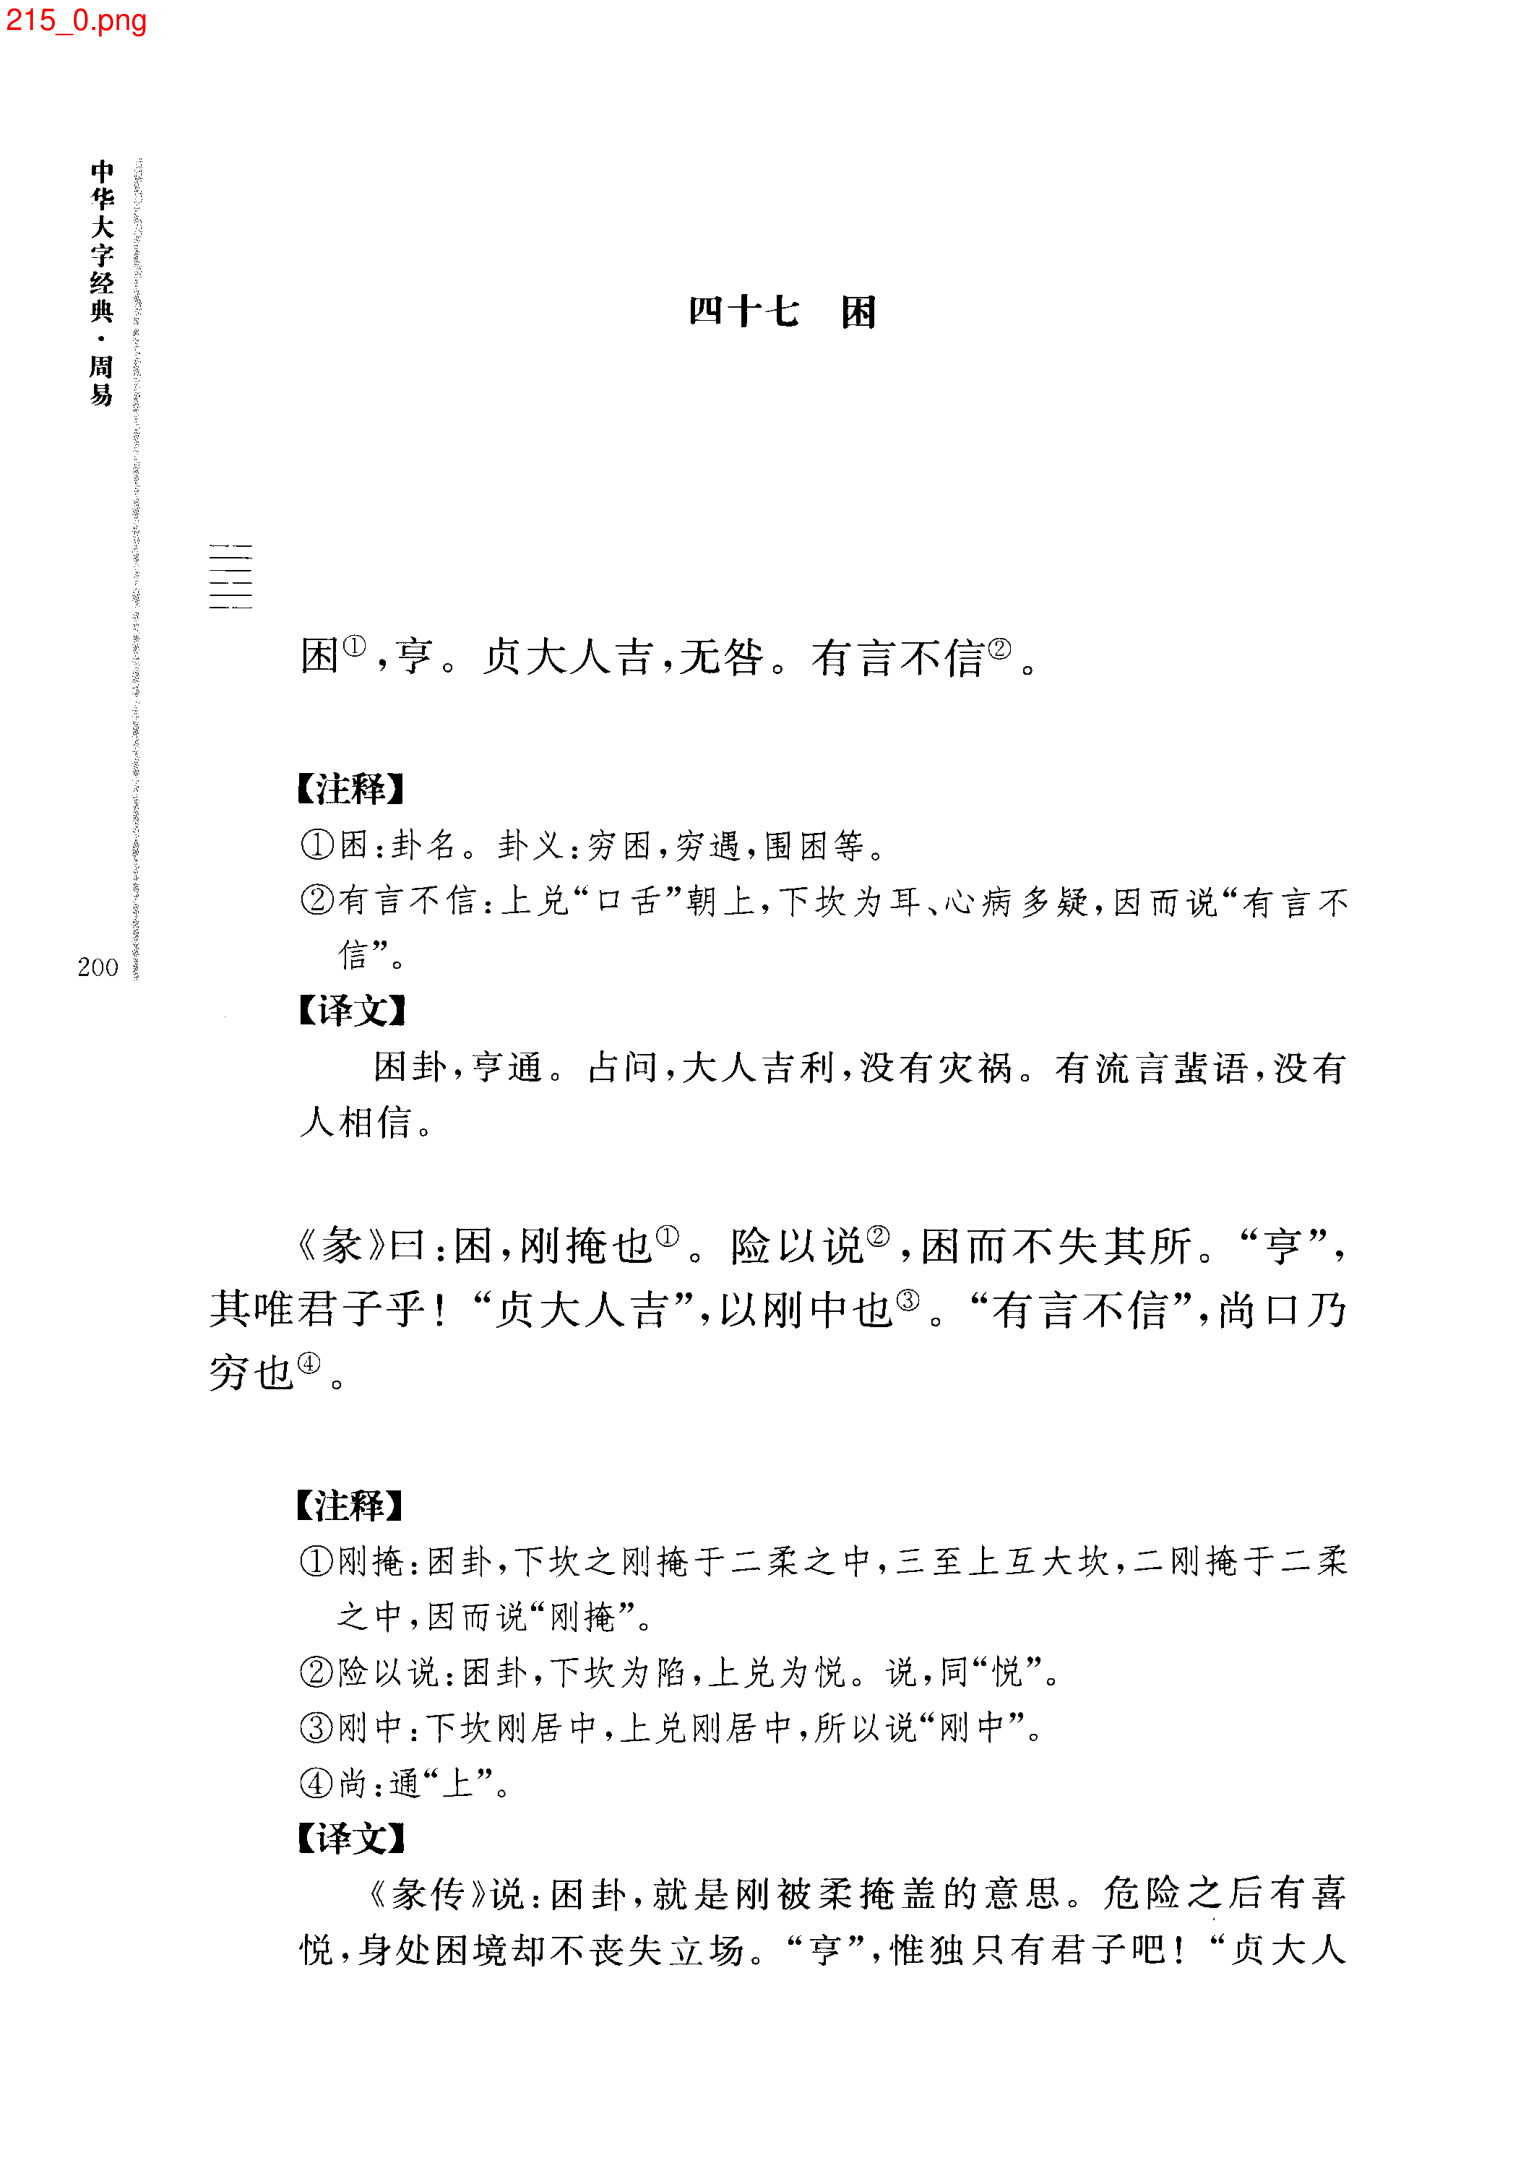 215_0.png
中华大字经典·周易
四十七 困
困①,亨。贞大人吉,无咎。有言不信②。
【注释】
①困:卦名。卦义:穷困,穷遇,围困等。
②有言不信:上兑“口舌”朝上,下坎为耳、心病多疑,因而说“有言不
信”。
200
【译文】
困卦,亨通。占问,大人吉利,没有灾祸。有流言蜚语,没有
人相信。
《彖》曰:困,刚掩也①。险以说②,困而不失其所。“亨”,
其唯君子乎!“贞大人吉”,以刚中也③。“有言不信”,尚口乃
穷也④。
【注释】
①刚掩:困卦,下坎之刚掩于二柔之中,三至上互大坎,二刚掩于二柔
之中,因而说“刚掩”。
②险以说:困卦,下坎为陷,上兑为悦。说,同“悦”。
③刚中:下坎刚居中,上兑刚居中,所以说“刚中”。
④尚:通“上”。
【译文】
《彖传》说:困卦,就是刚被柔掩盖的意思。危险之后有喜
悦,身处困境却不丧失立场。“亨”,惟独只有君子吧!“贞大人